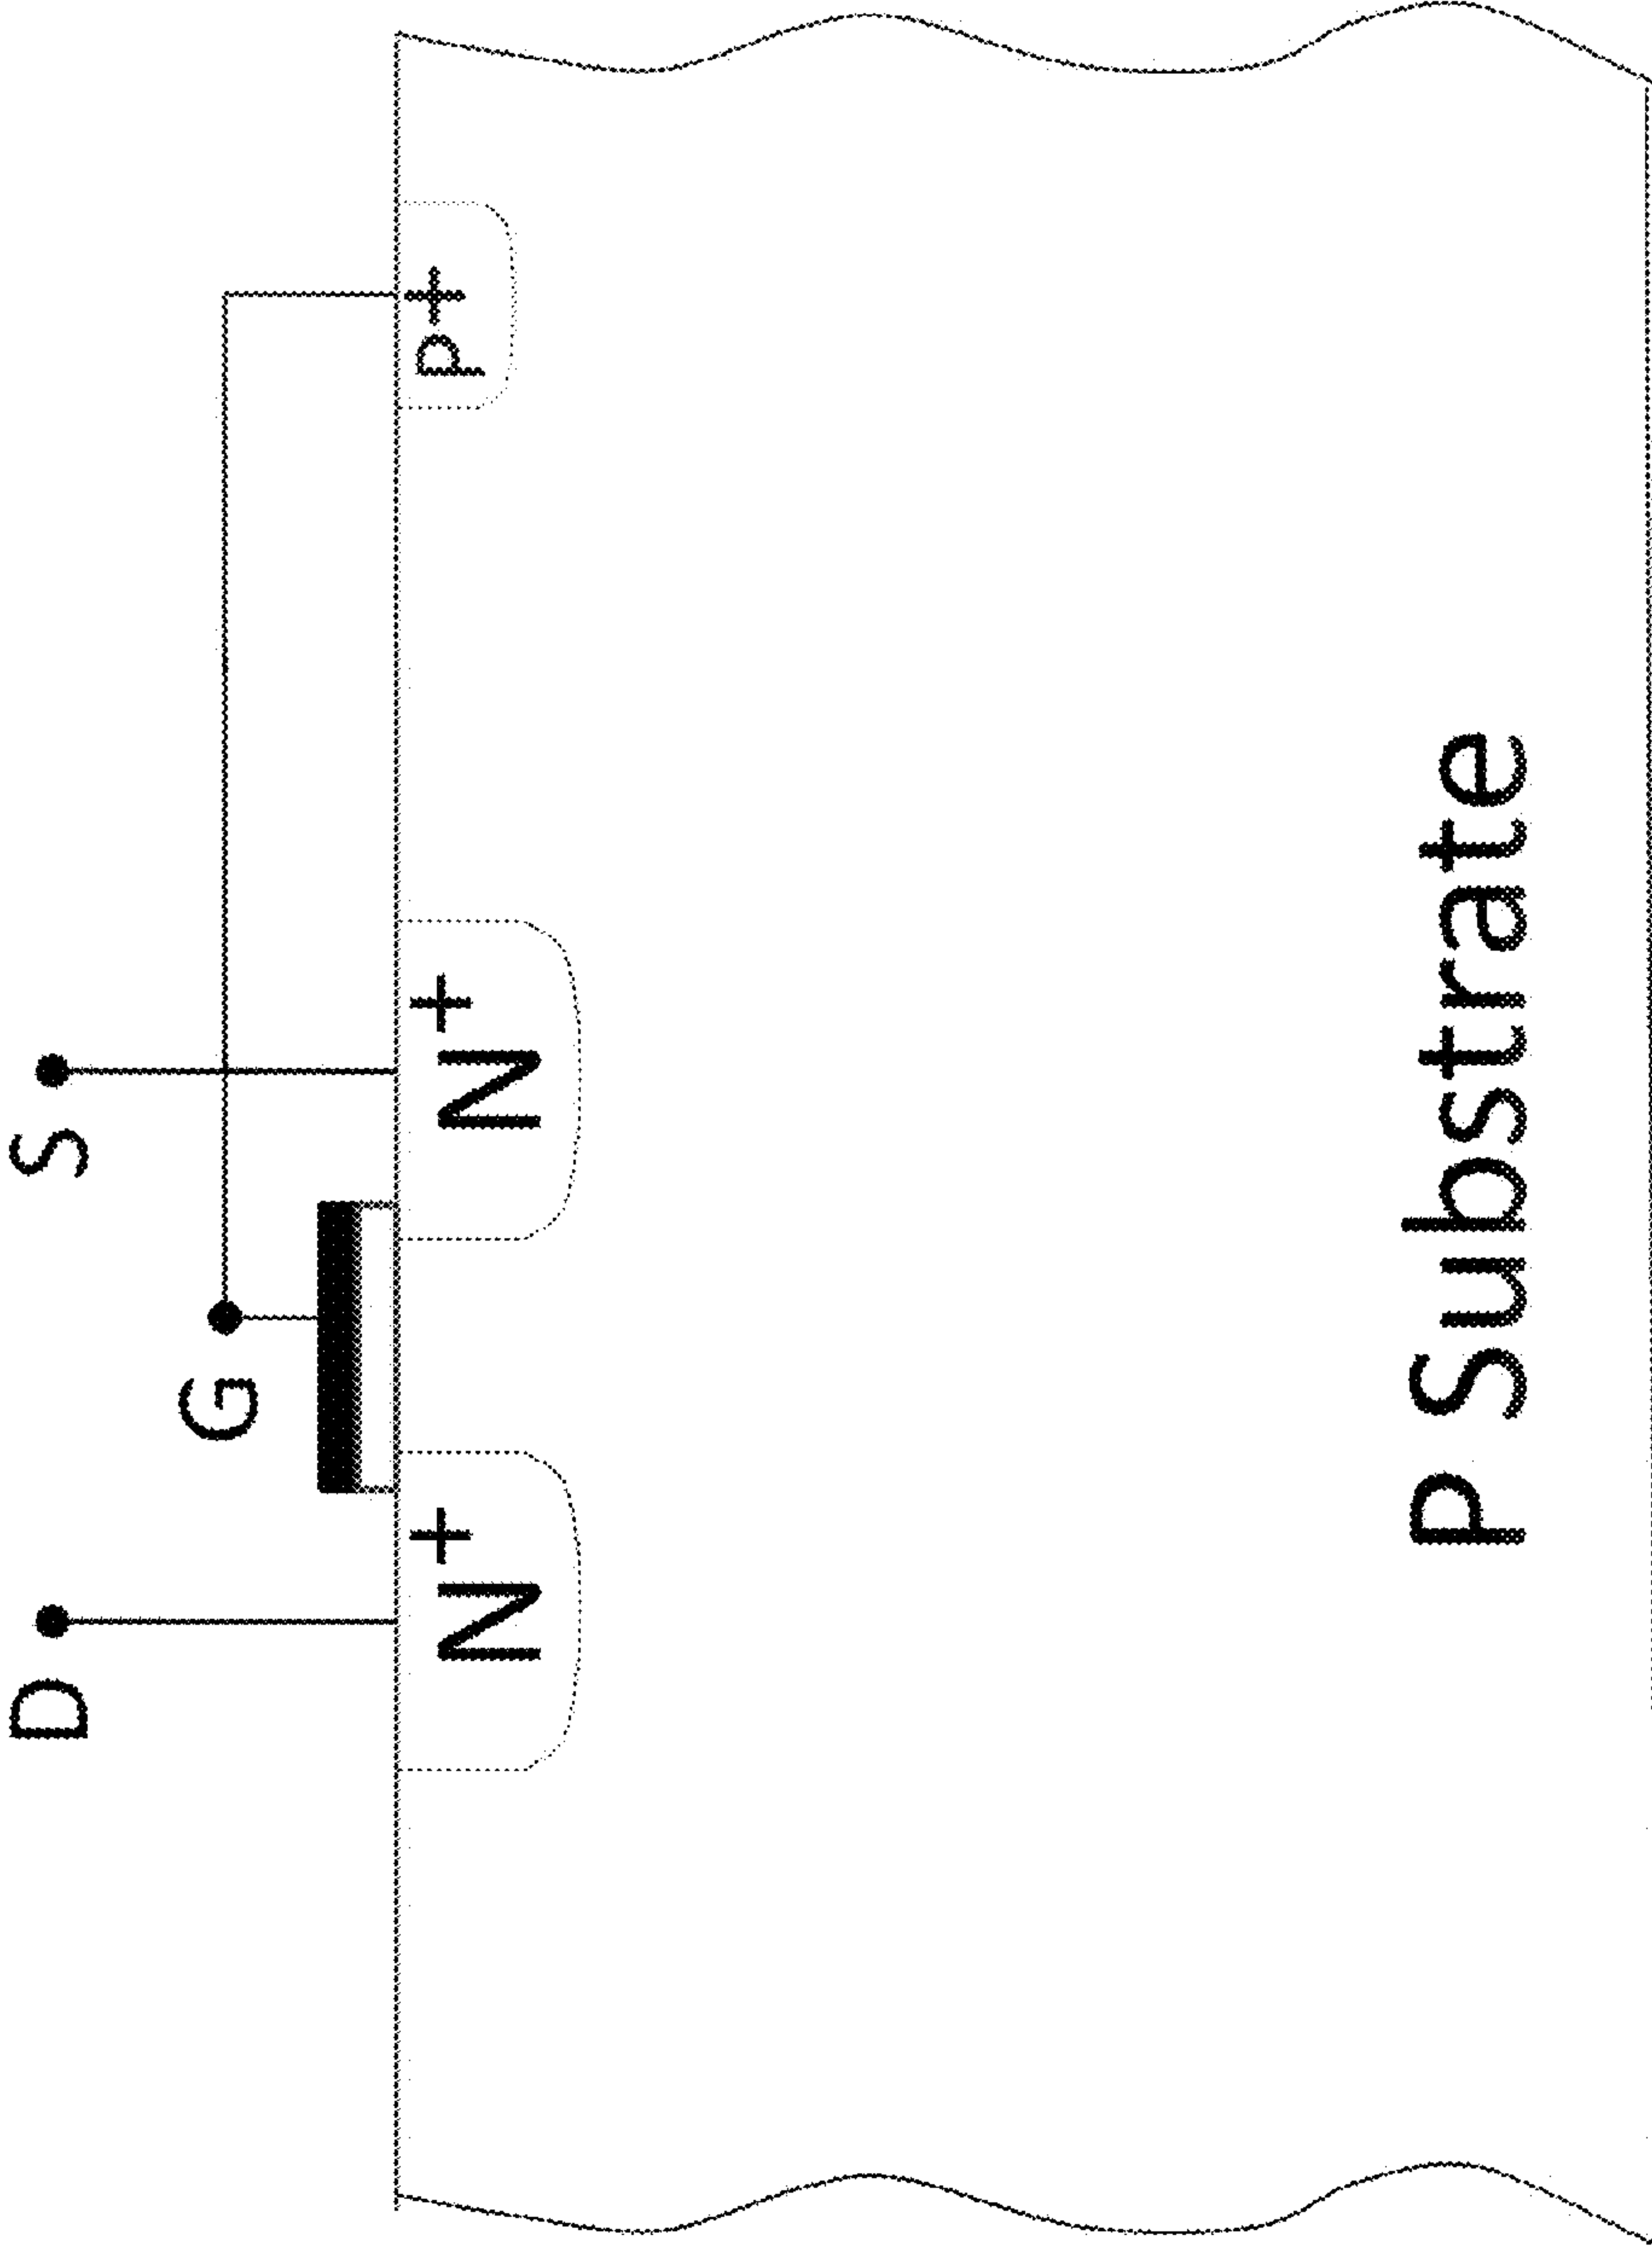 D
G
S
N+
N+
p+
P Substrate